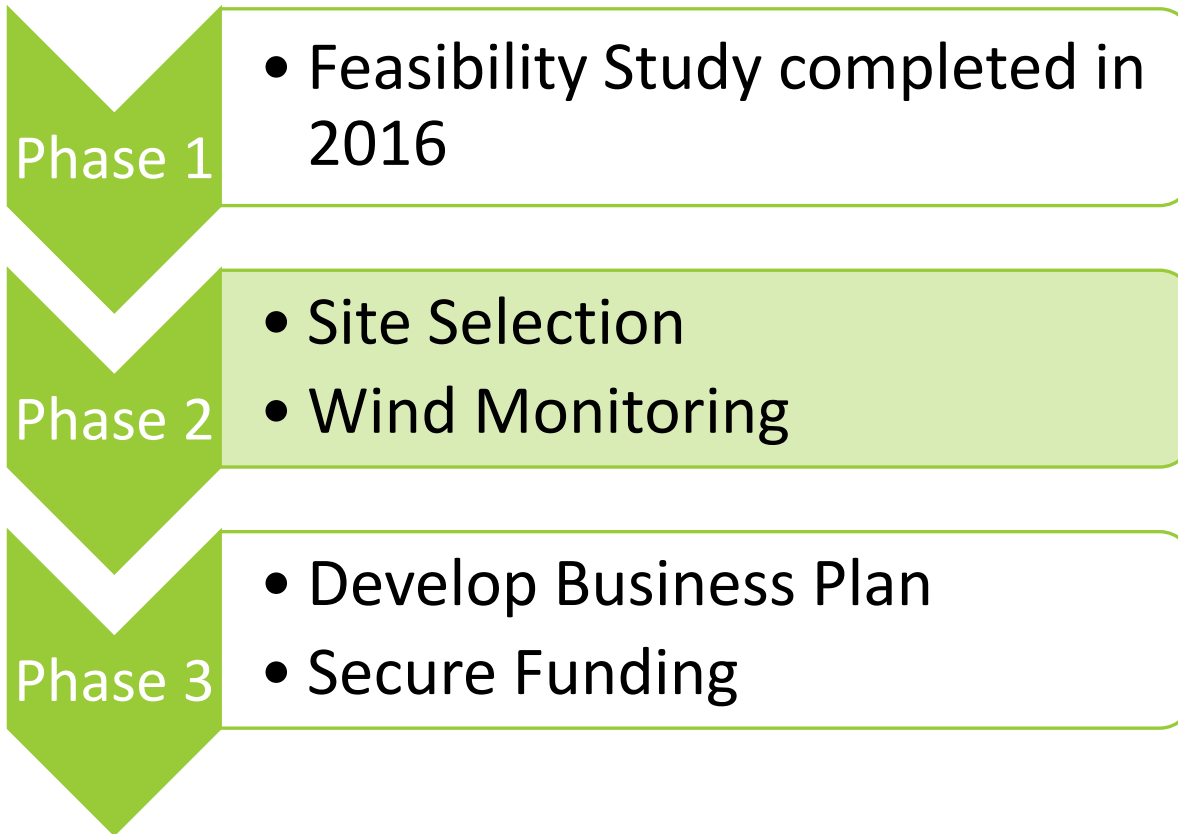 Phase 1
• Feasibility Study completed in
2016
Phase 2
• Site Selection
• Wind Monitoring
Phase 3
• Develop Business Plan
• Secure Funding